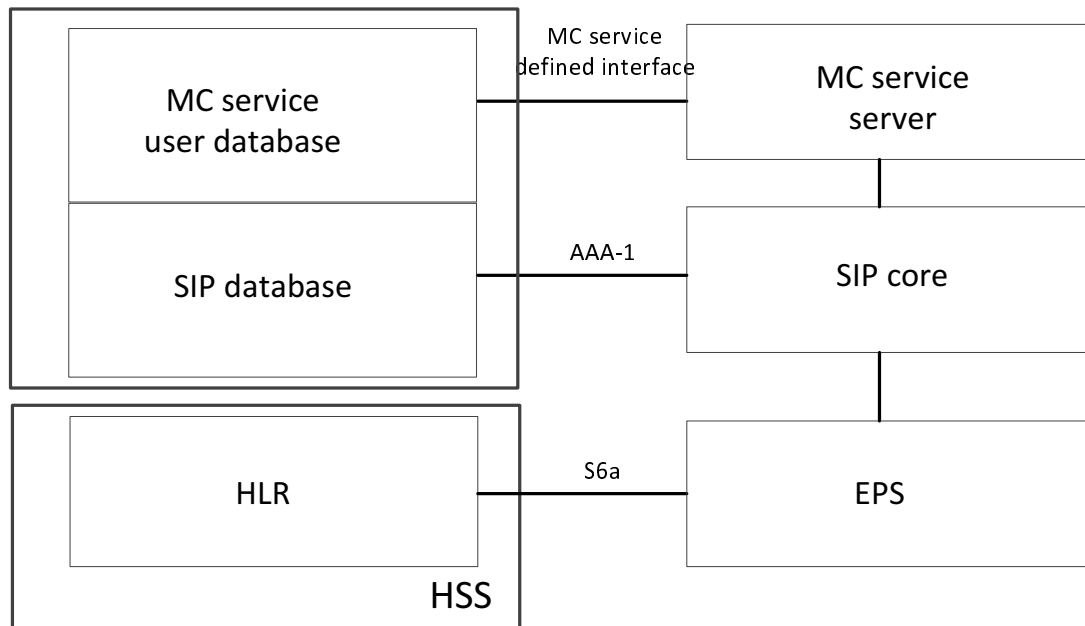 MC service
defined interface
MC service
user database
MC service
server
AAA-1
SIP database
SIP core
S6a
HLR
EPS
HSS